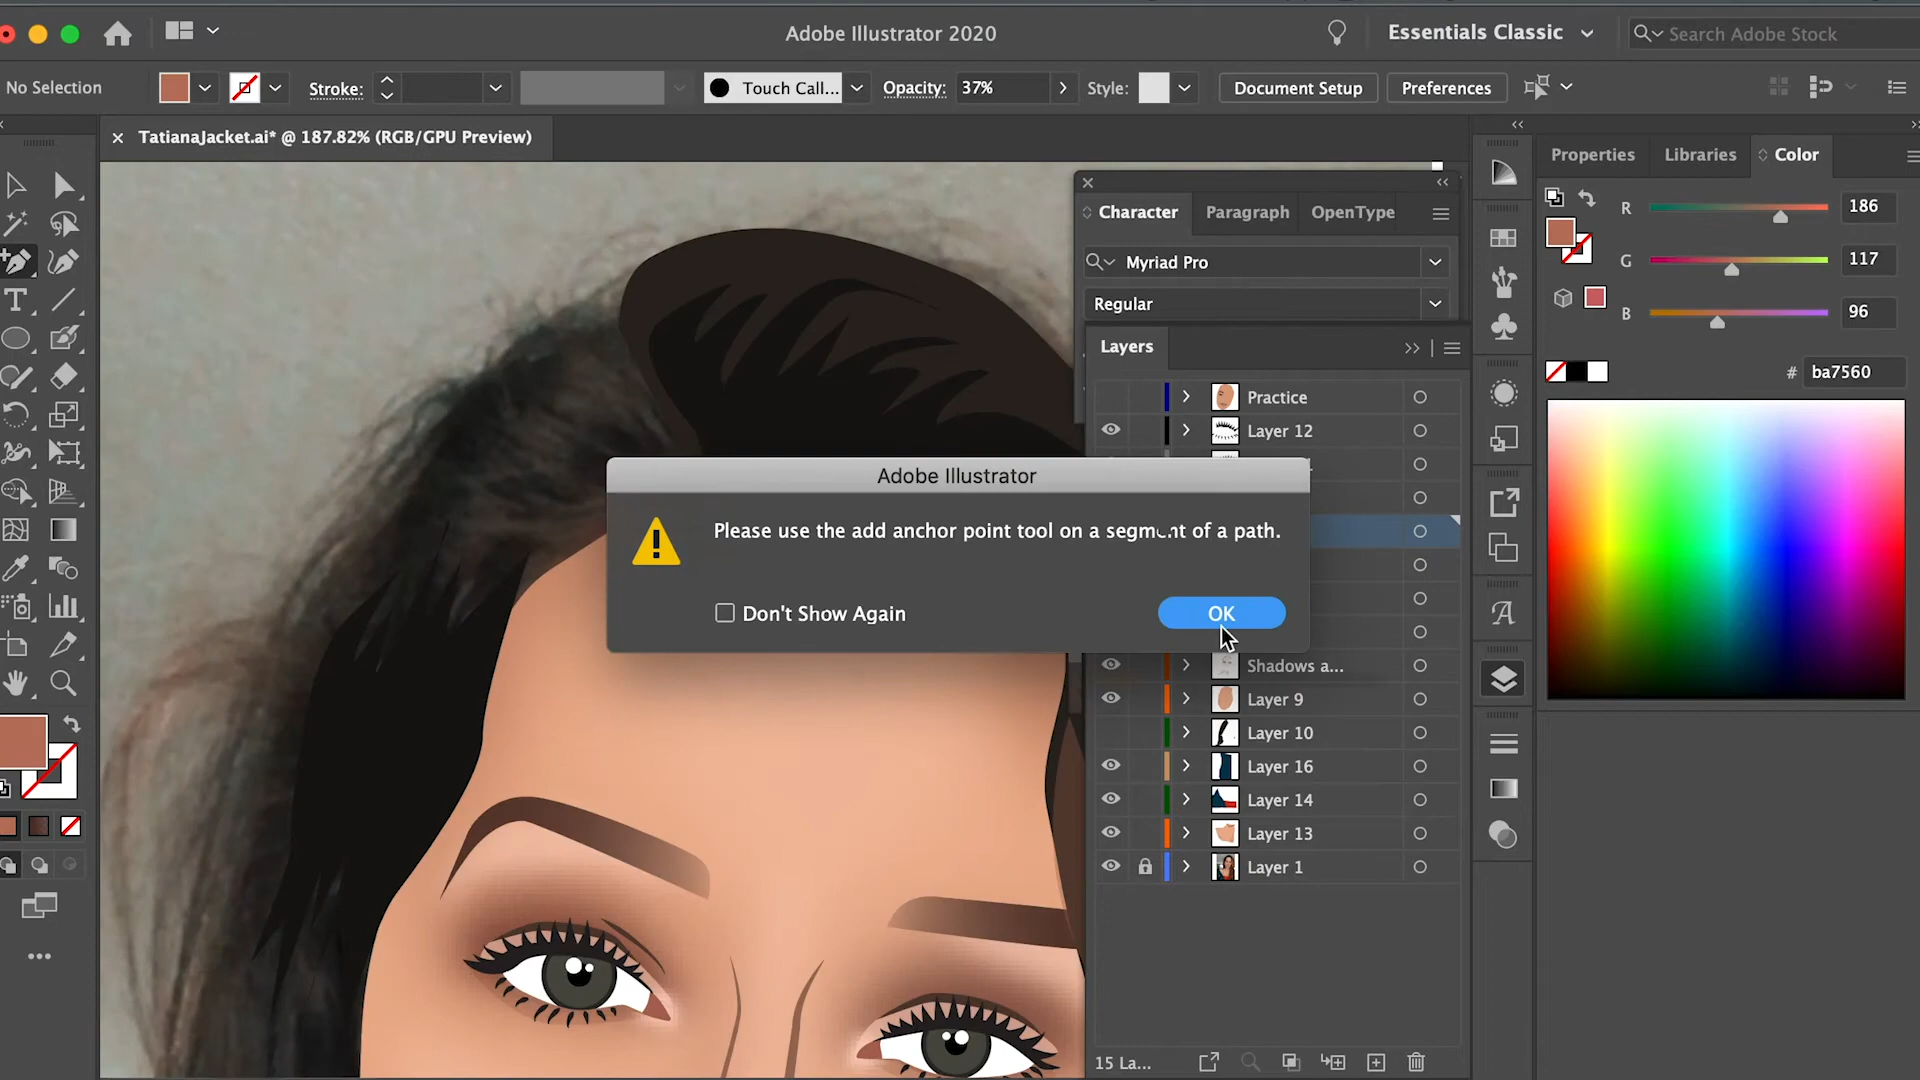 Adobe Illustrator 2020
Essentials Classic
Search Adobe Stock
No Selection
Stroke:
Touch Call...
Opacity:
37%
Style:
Document Setup
Preferences
TatianaJacket.ai* @ 187.82% (RGB/GPU Preview)
Properties
Libraries
Color
R
186
G
117
B
96
# ba7560
Character
Paragraph
OpenType
Myriad Pro
Regular
Layers
Practice
Layer 12
Adobe Illustrator
Please use the add anchor point tool on a segment of a path.
Don't Show Again
OK
Shadows a...
Layer 9
Layer 10
Layer 16
Layer 14
Layer 13
Layer 1
15 La...